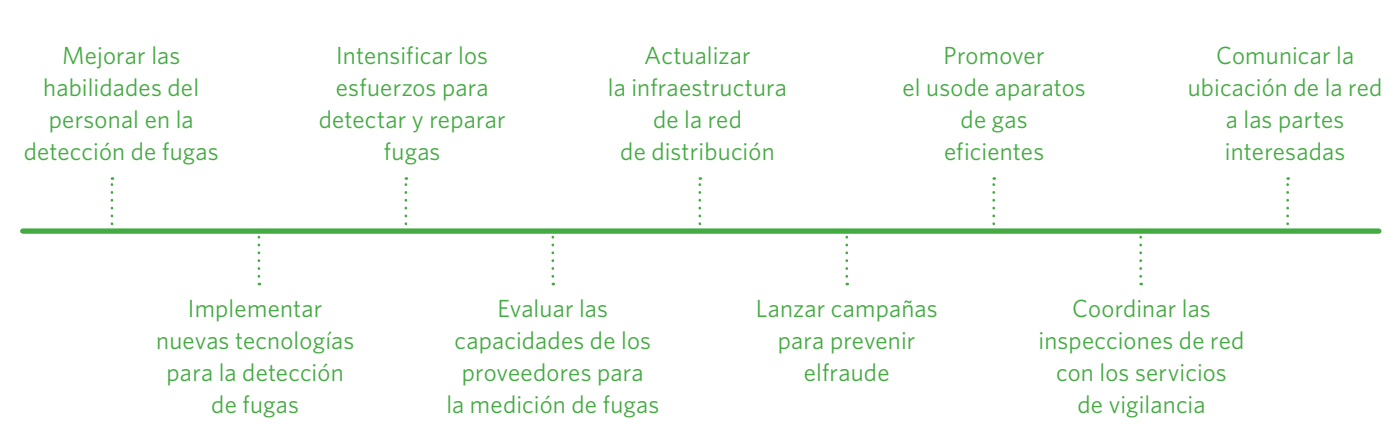 Mejorar las
habilidades del
personal en la
detección de fugas
Implementar
nuevas tecnologías
para la detección
de fugas
Intensificar los
esfuerzos para
detectar y reparar
fugas
Evaluar las
capacidades de los
proveedores para
la medición de fugas
Actualizar
la infraestructura
de la red
de distribución
Lanzar campañas
para prevenir
elfraude
Promover
el usode aparatos
de gas
eficientes
Coordinar las
inspecciones de red
con los servicios
de vigilancia
Comunicar la
ubicación de la red
a las partes
interesadas